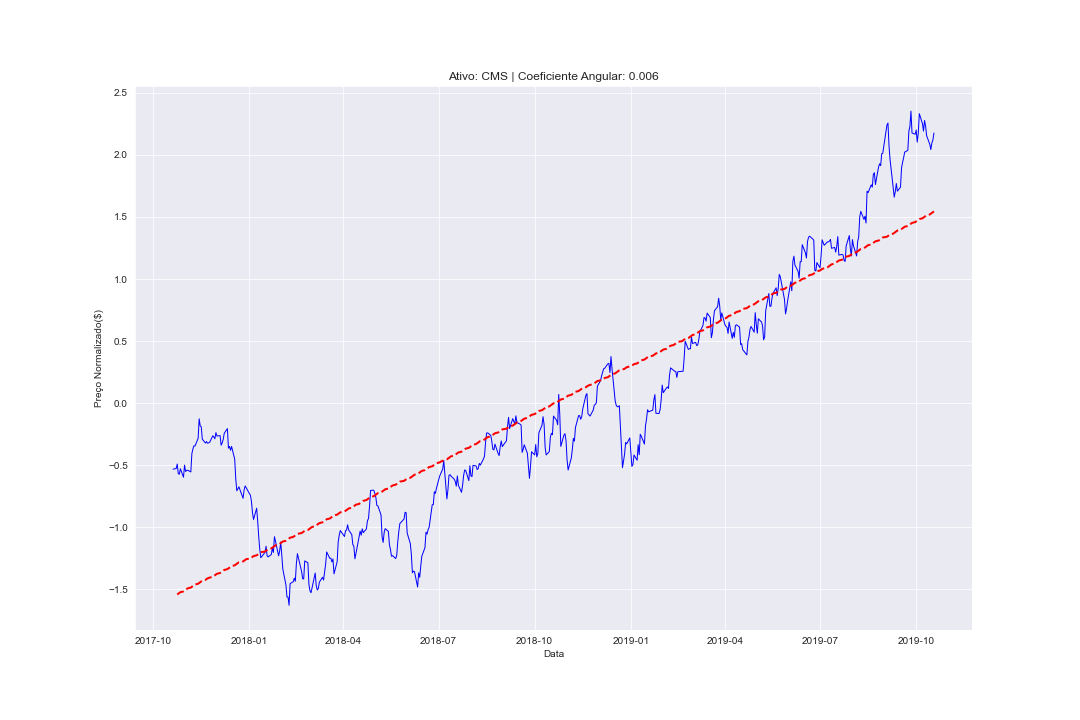 Ativo: CMS | Coeficiente Angular: 0.006
2.5
2.0
1.5
1.0
0.5
0.0
−0.5
−1.0
−1.5
Preço Normalizado($)
2017-10 2018-01 2018-04 2018-07 2018-10 2019-01 2019-04 2019-07 2019-10
Data